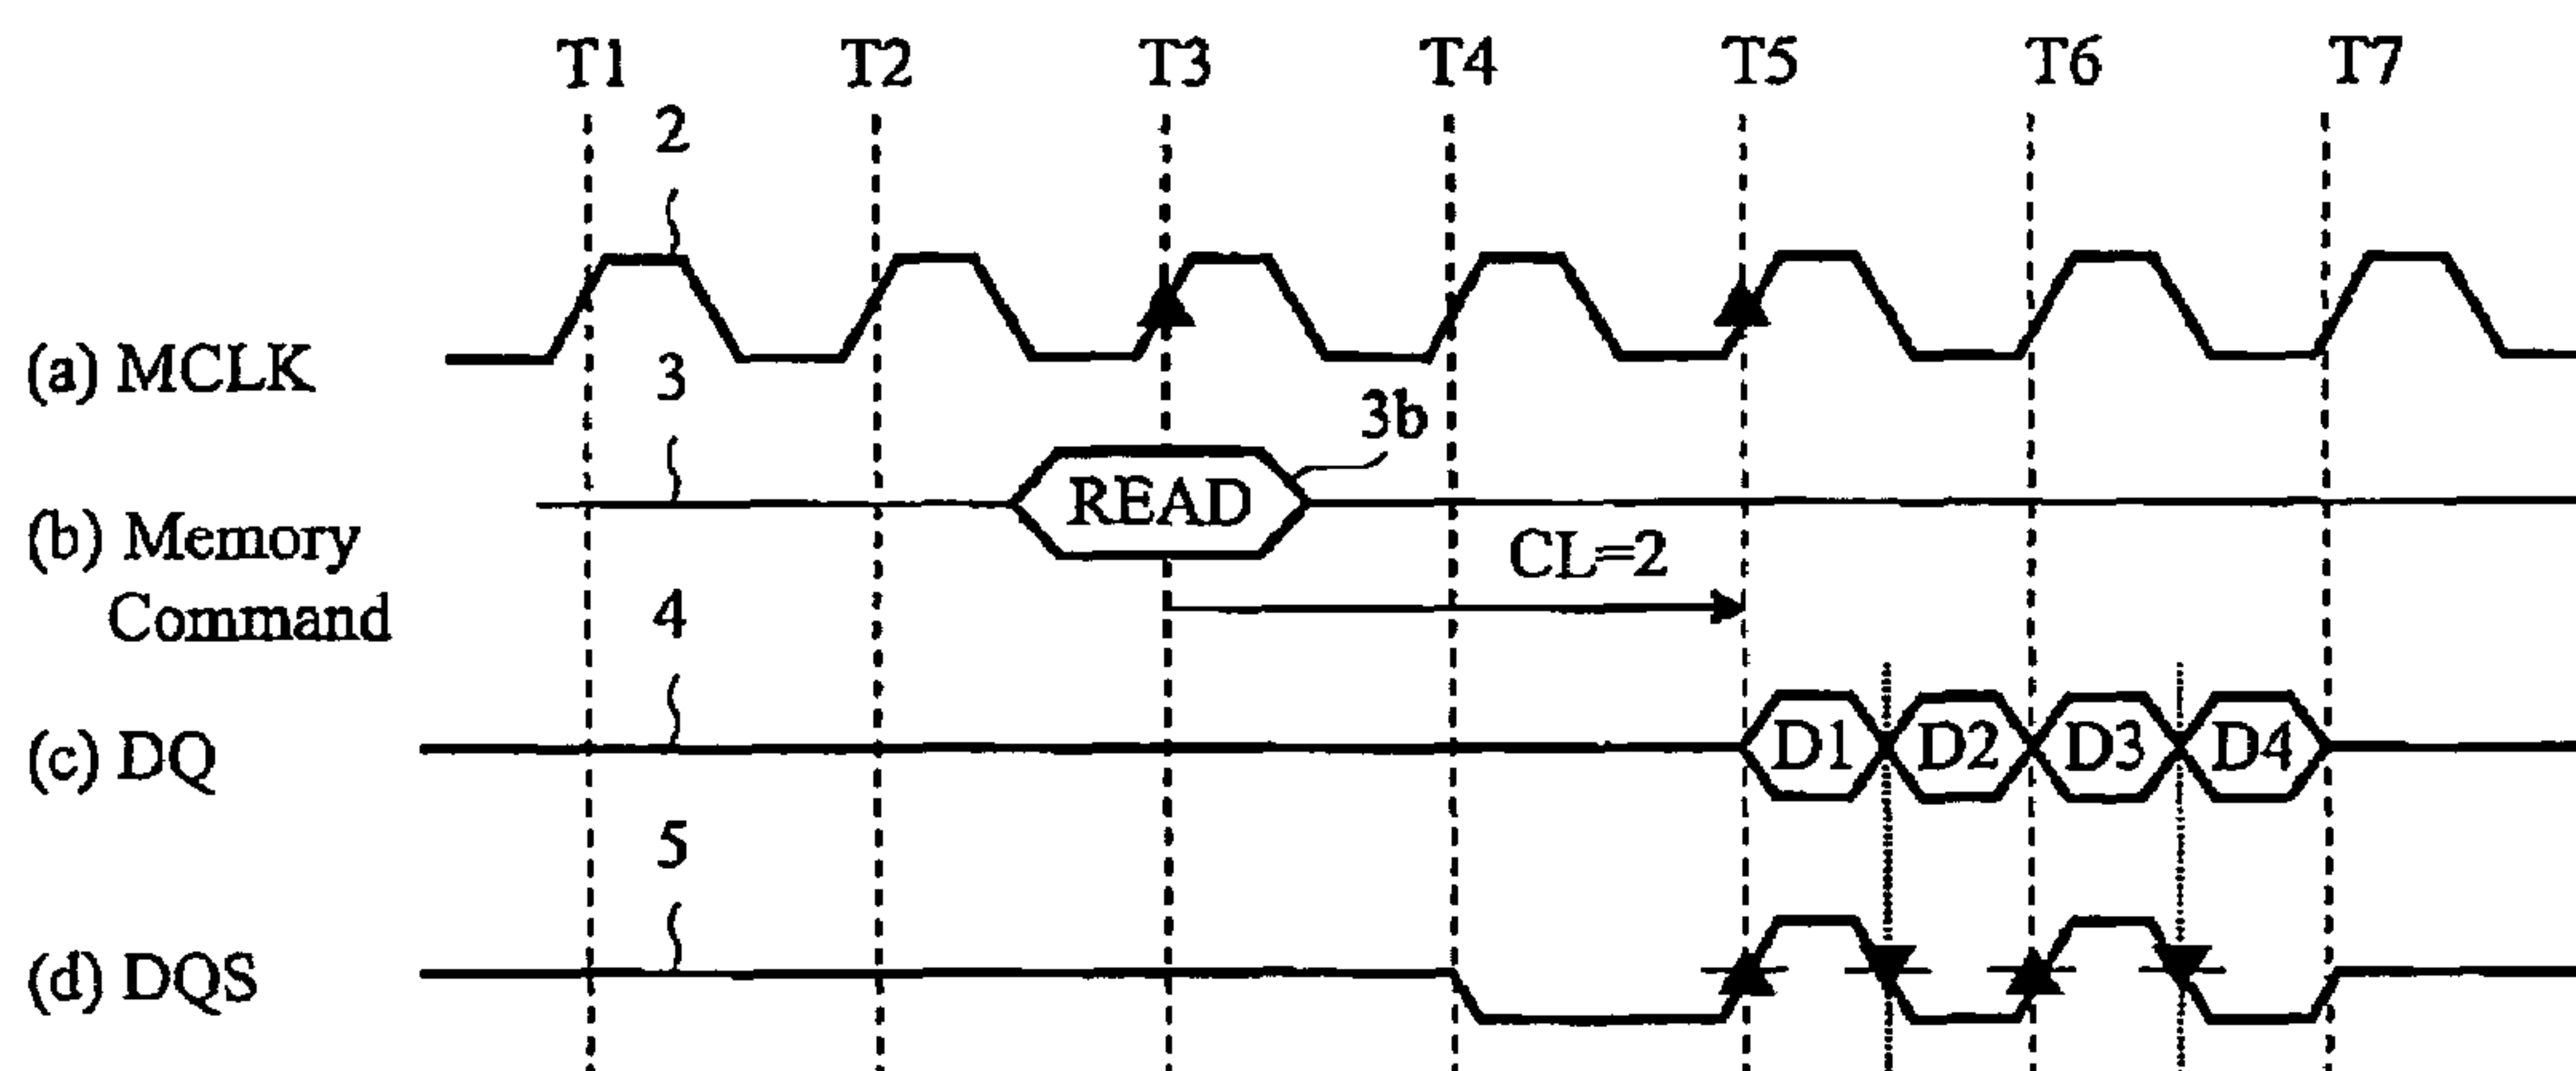 T1 T2 T3 T4 T5 T6 T7
2
(a) MCLK
3
3b
READ
(b) Memory
Command
CL=2
4
(c) DQ
D1 D2 D3 D4
5
(d) DQS